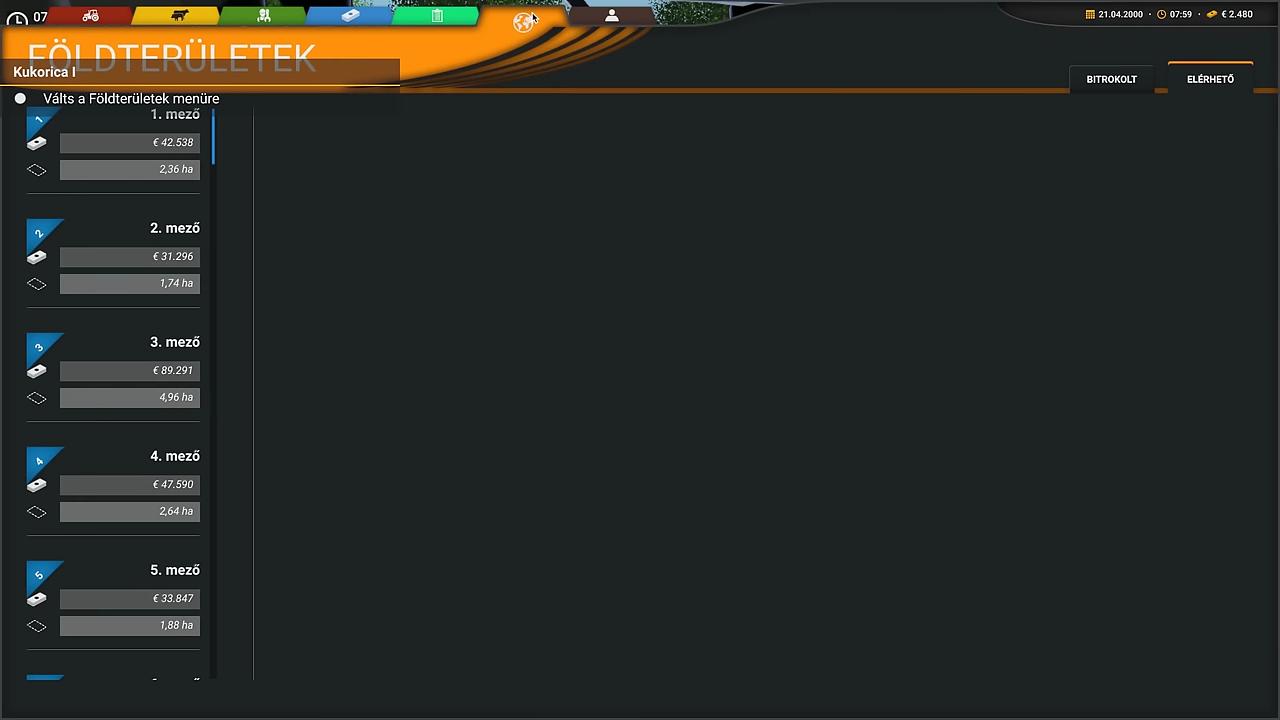 07
21.04.2000 · 07:59 · € 2.480
FÖLDTERÜLETEK
Kukorica I
BITROKOLT
ELÉRHETŐ
Válts a Földterületek menüre
1
1. mező
€ 42.538
2,36 ha
2
2. mező
€ 31.296
1,74 ha
3
3. mező
€ 89.291
4,96 ha
4
4. mező
€ 47.590
2,64 ha
5
5. mező
€ 33.847
1,88 ha